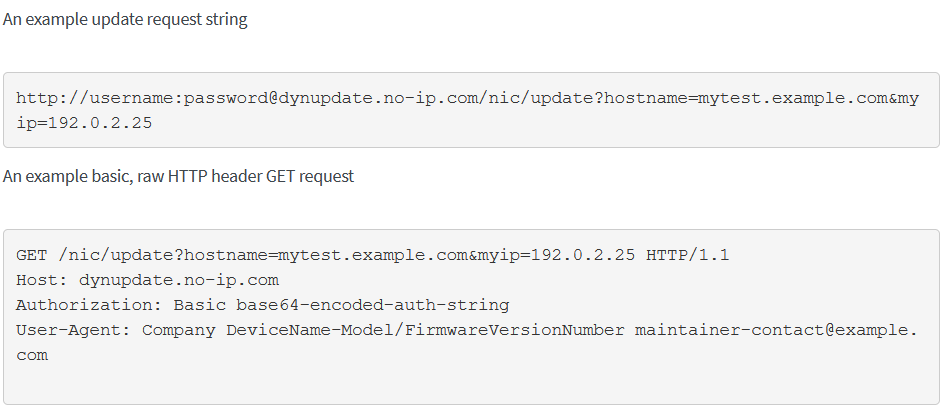 An example update request string
http://username:password@dynupdate.no-ip.com/nic/update?hostname=mytest.example.com&my
ip=192.0.2.25
An example basic, raw HTTP header GET request
GET /nic/update?hostname=mytest.example.com&myip=192.0.2.25 HTTP/1.1
Host: dynupdate.no-ip.com
Authorization: Basic base64-encoded-auth-string
User-Agent: Company DeviceName-Model/FirmwareVersionNumber maintainer-contact@example.
com